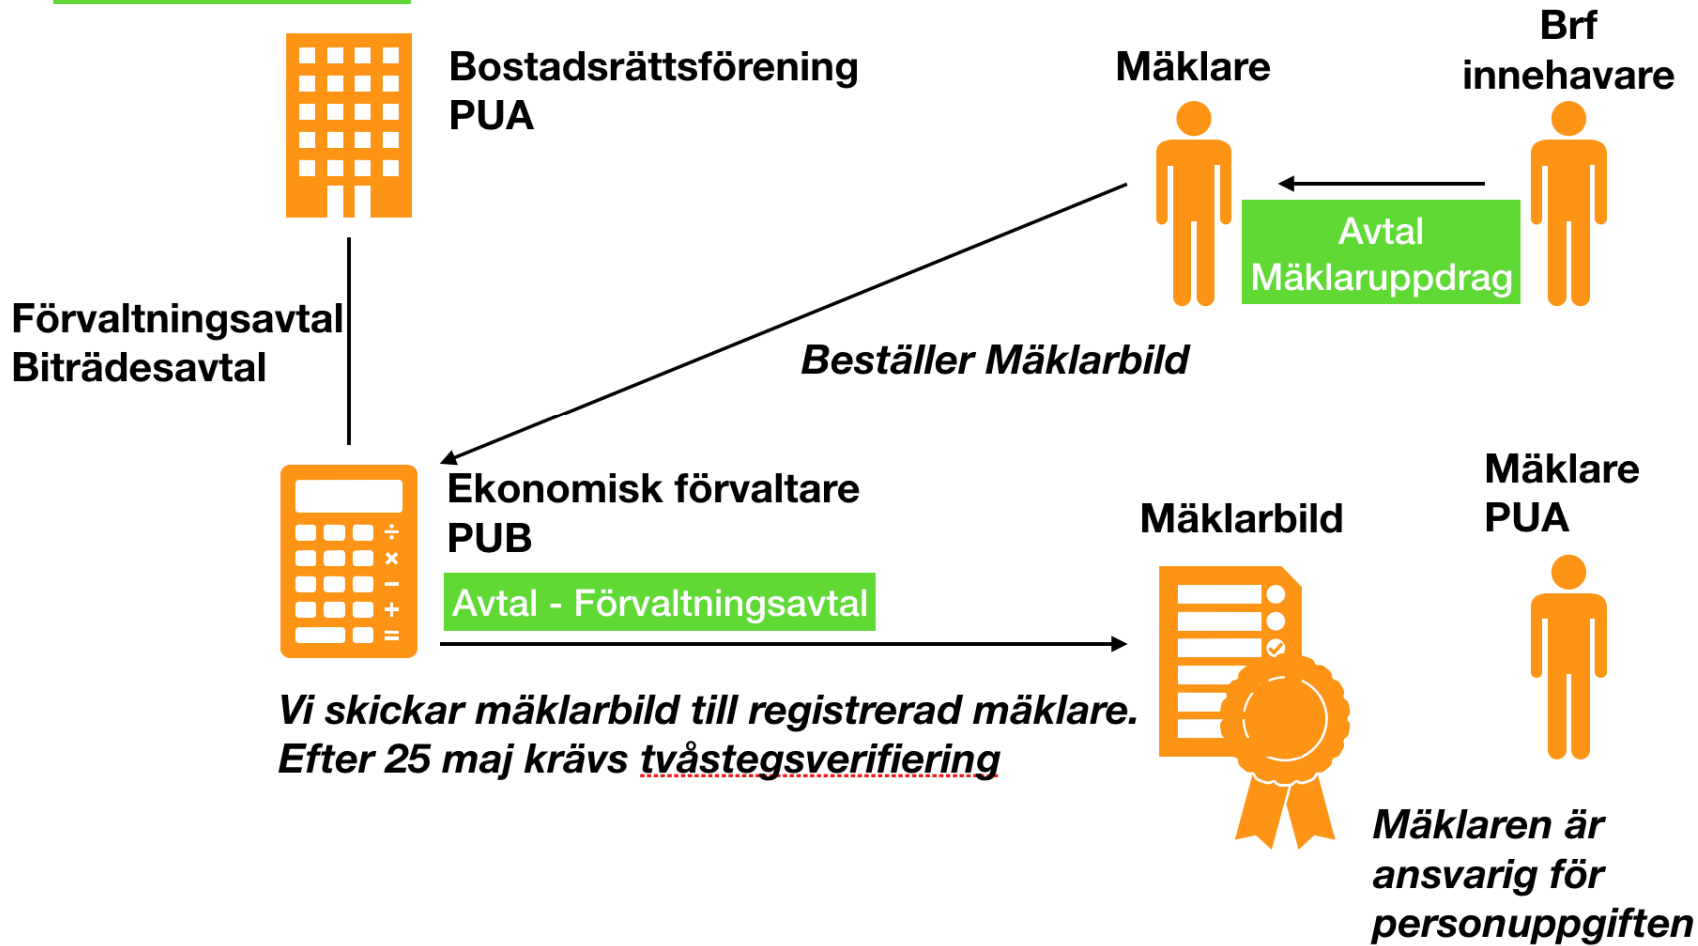 Bostadsrättsförening
PUA
Mäklare
Brf
innehavare
Avtal
Mäklaruppdrag
Förvaltningsavtal
Biträdesavtal
Beställer Mäklarbild
Ekonomisk förvaltare
PUB
Avtal - Förvaltningsavtal
Mäklarbild
Mäklare
PUA
Vi skickar mäklarbild till registrerad mäklare.
Efter 25 maj krävs tvåstegsverifiering
Mäklaren är
ansvarig för
personuppgiften